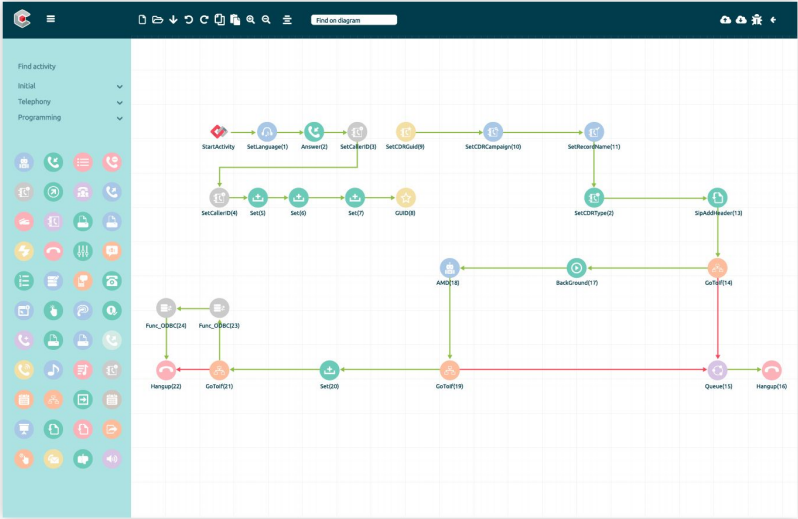 Find on diagram
Find activity
Initial
Telephony
Programming
StartActivity SetLanguage(1) Answer(2) SetCallerID(3) SetCDRGuid(9) SetCDRCampaign(10) SetRecordName(11)
SetCallerID(4) Set(5) Set(6) Set(7) GUID(8) SetCDRType(2) SipAddHeader(13)
AMD(18) BackGround(17) GoToIf(14)
Func_ODBC(24) Func_ODBC(23)
Hangup(22) GoToIf(21) Set(20) GoToIf(19) Queue(15) Hangup(16)